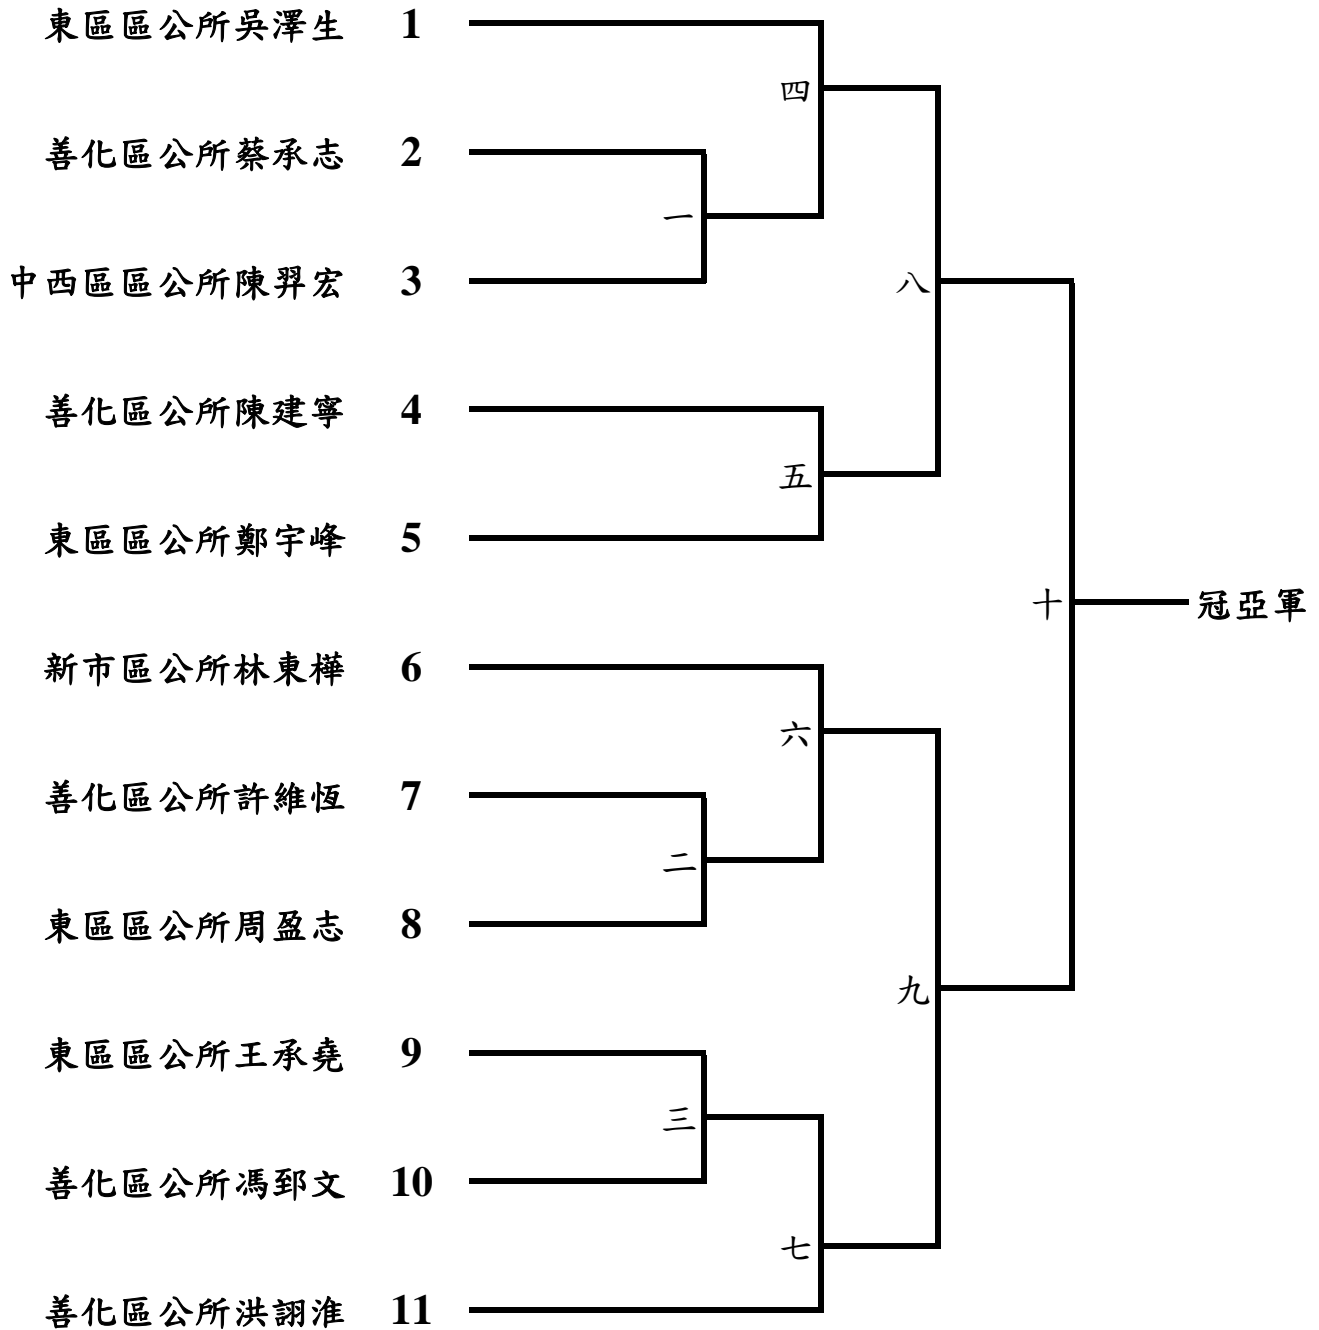 東區區公所吳澤生 1
四
善化區公所蔡承志 2
一
中西區區公所陳羿宏 3
八
善化區公所陳建寧 4
五
東區區公所鄭宇峰 5
十 冠亞軍
新市區公所林東樺 6
六
善化區公所許維恆 7
二
東區區公所周盈志 8
九
東區區公所王承堯 9
三
善化區公所馮郅文 10
七
善化區公所洪詡淮 11